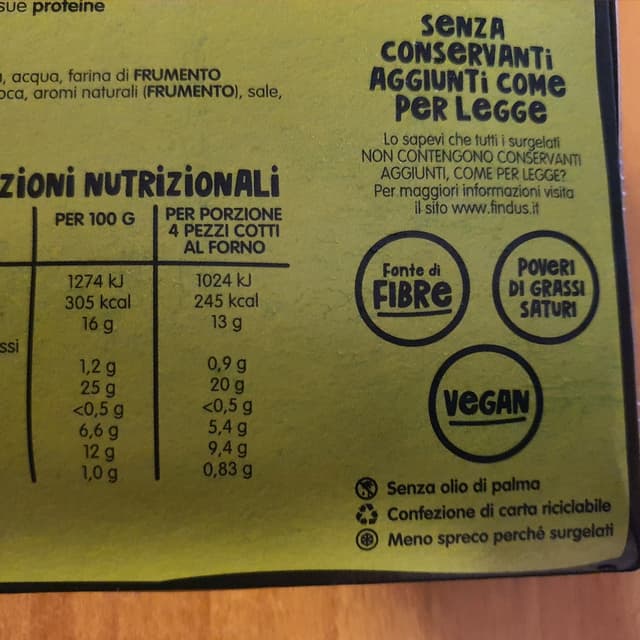 sue proteine
acqua, farina di FRUMENTO
aromi naturali (FRUMENTO), sale,
ZIONI NUTRIZIONALI
PER 100 G
PER PORZIONE
4 PEZZI COTTI
AL FORNO
1274 kJ 1024 kJ
305 kcal 245 kcal
16 g 13 g
ssi
1,2 g 0,9 g
25 g 20 g
<0,5 g <0,5 g
6,6 g 5,4 g
12 g 9,4 g
1,0 g 0,83 g
SENZA
CONSERVANTI
AGGIUNTI COME
PER LEGGE
Lo sapevi che tutti i surgelati
NON CONTENGONO CONSERVANTI
AGGIUNTI, COME PER LEGGE?
Per maggiori informazioni visita
il sito www.findus.it
Fonte di
FIBRE
POVERI
DI GRASSI
SATURI
VEGAN
Senza olio di palma
Confezione di carta riciclabile
Meno spreco perché surgelati